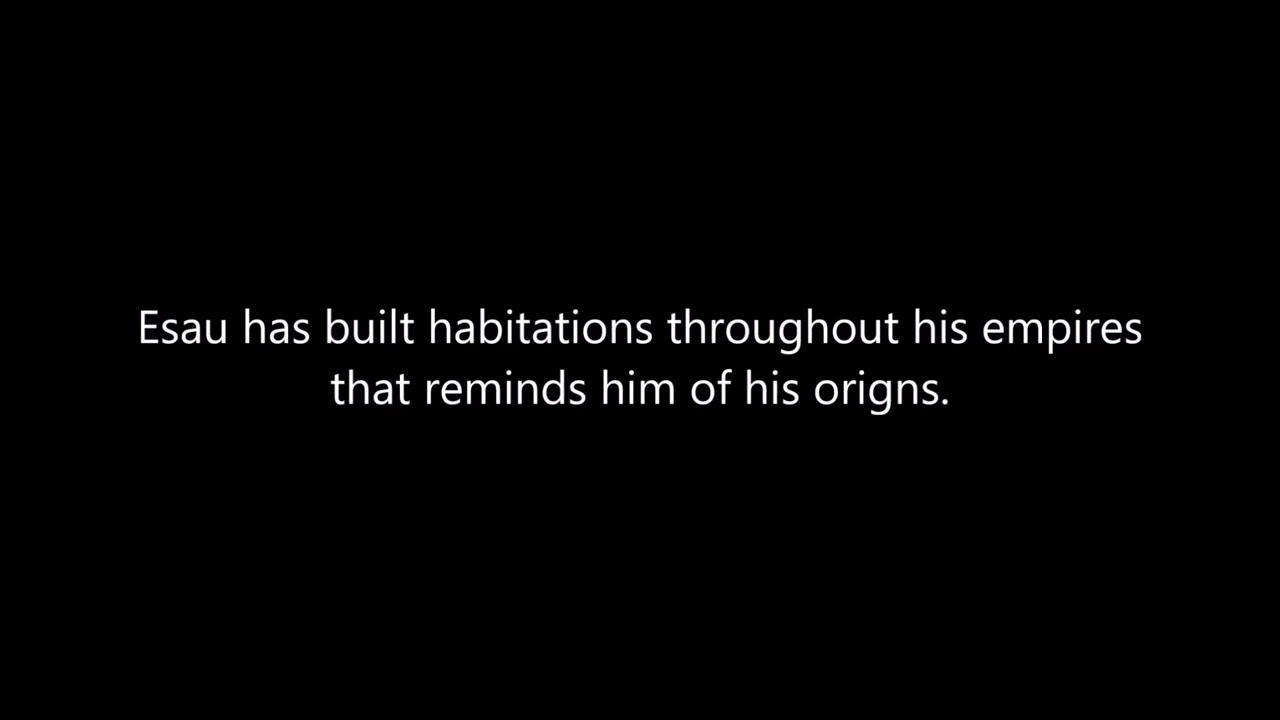 Esau has built habitations throughout his empires
that reminds him of his origns.